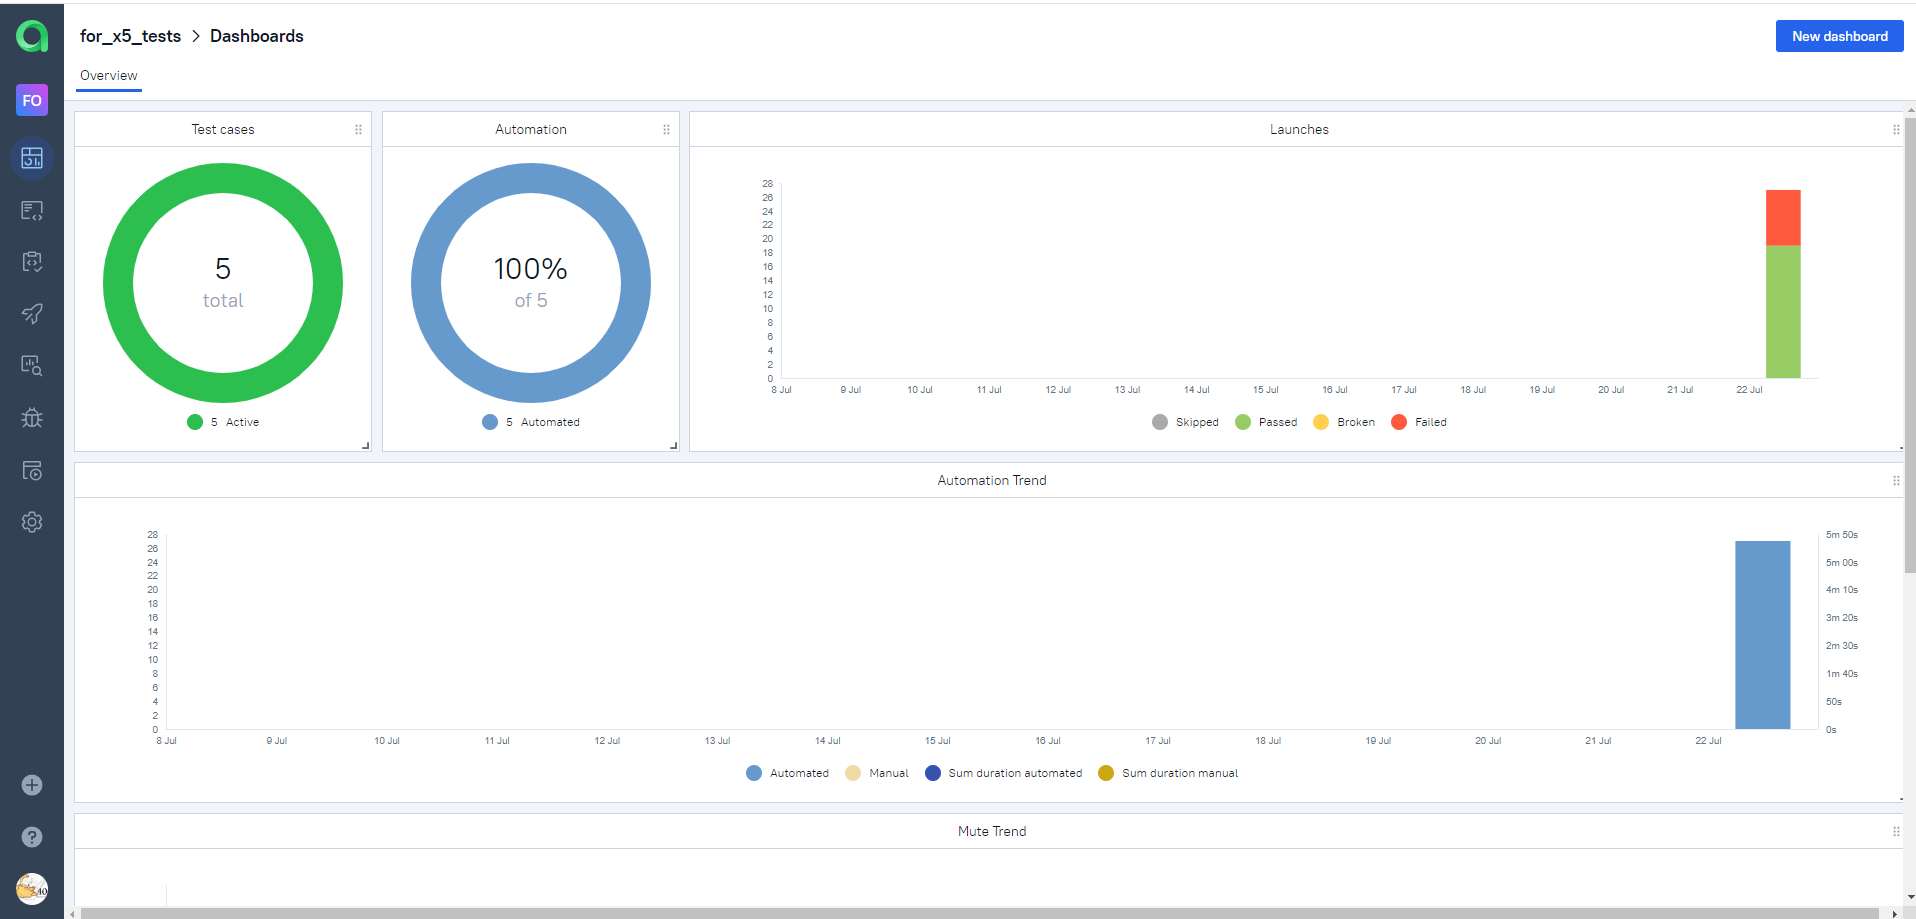 for_x5_tests > Dashboards
New dashboard
Overview
FO
Test cases
5
total
5 Active
Automation
100%
of 5
5 Automated
Launches
28
26
24
22
20
18
16
14
12
10
8
6
4
2
0
8 Jul 9 Jul 10 Jul 11 Jul 12 Jul 13 Jul 14 Jul 15 Jul 16 Jul 17 Jul 18 Jul 19 Jul 20 Jul 21 Jul 22 Jul
Skipped Passed Broken Failed
Automation Trend
28
26
24
22
20
18
16
14
12
10
8
6
4
2
0
5m 50s
5m 00s
4m 10s
3m 20s
2m 30s
1m 40s
50s
0s
8 Jul 9 Jul 10 Jul 11 Jul 12 Jul 13 Jul 14 Jul 15 Jul 16 Jul 17 Jul 18 Jul 19 Jul 20 Jul 21 Jul 22 Jul
Automated Manual Sum duration automated Sum duration manual
Mute Trend